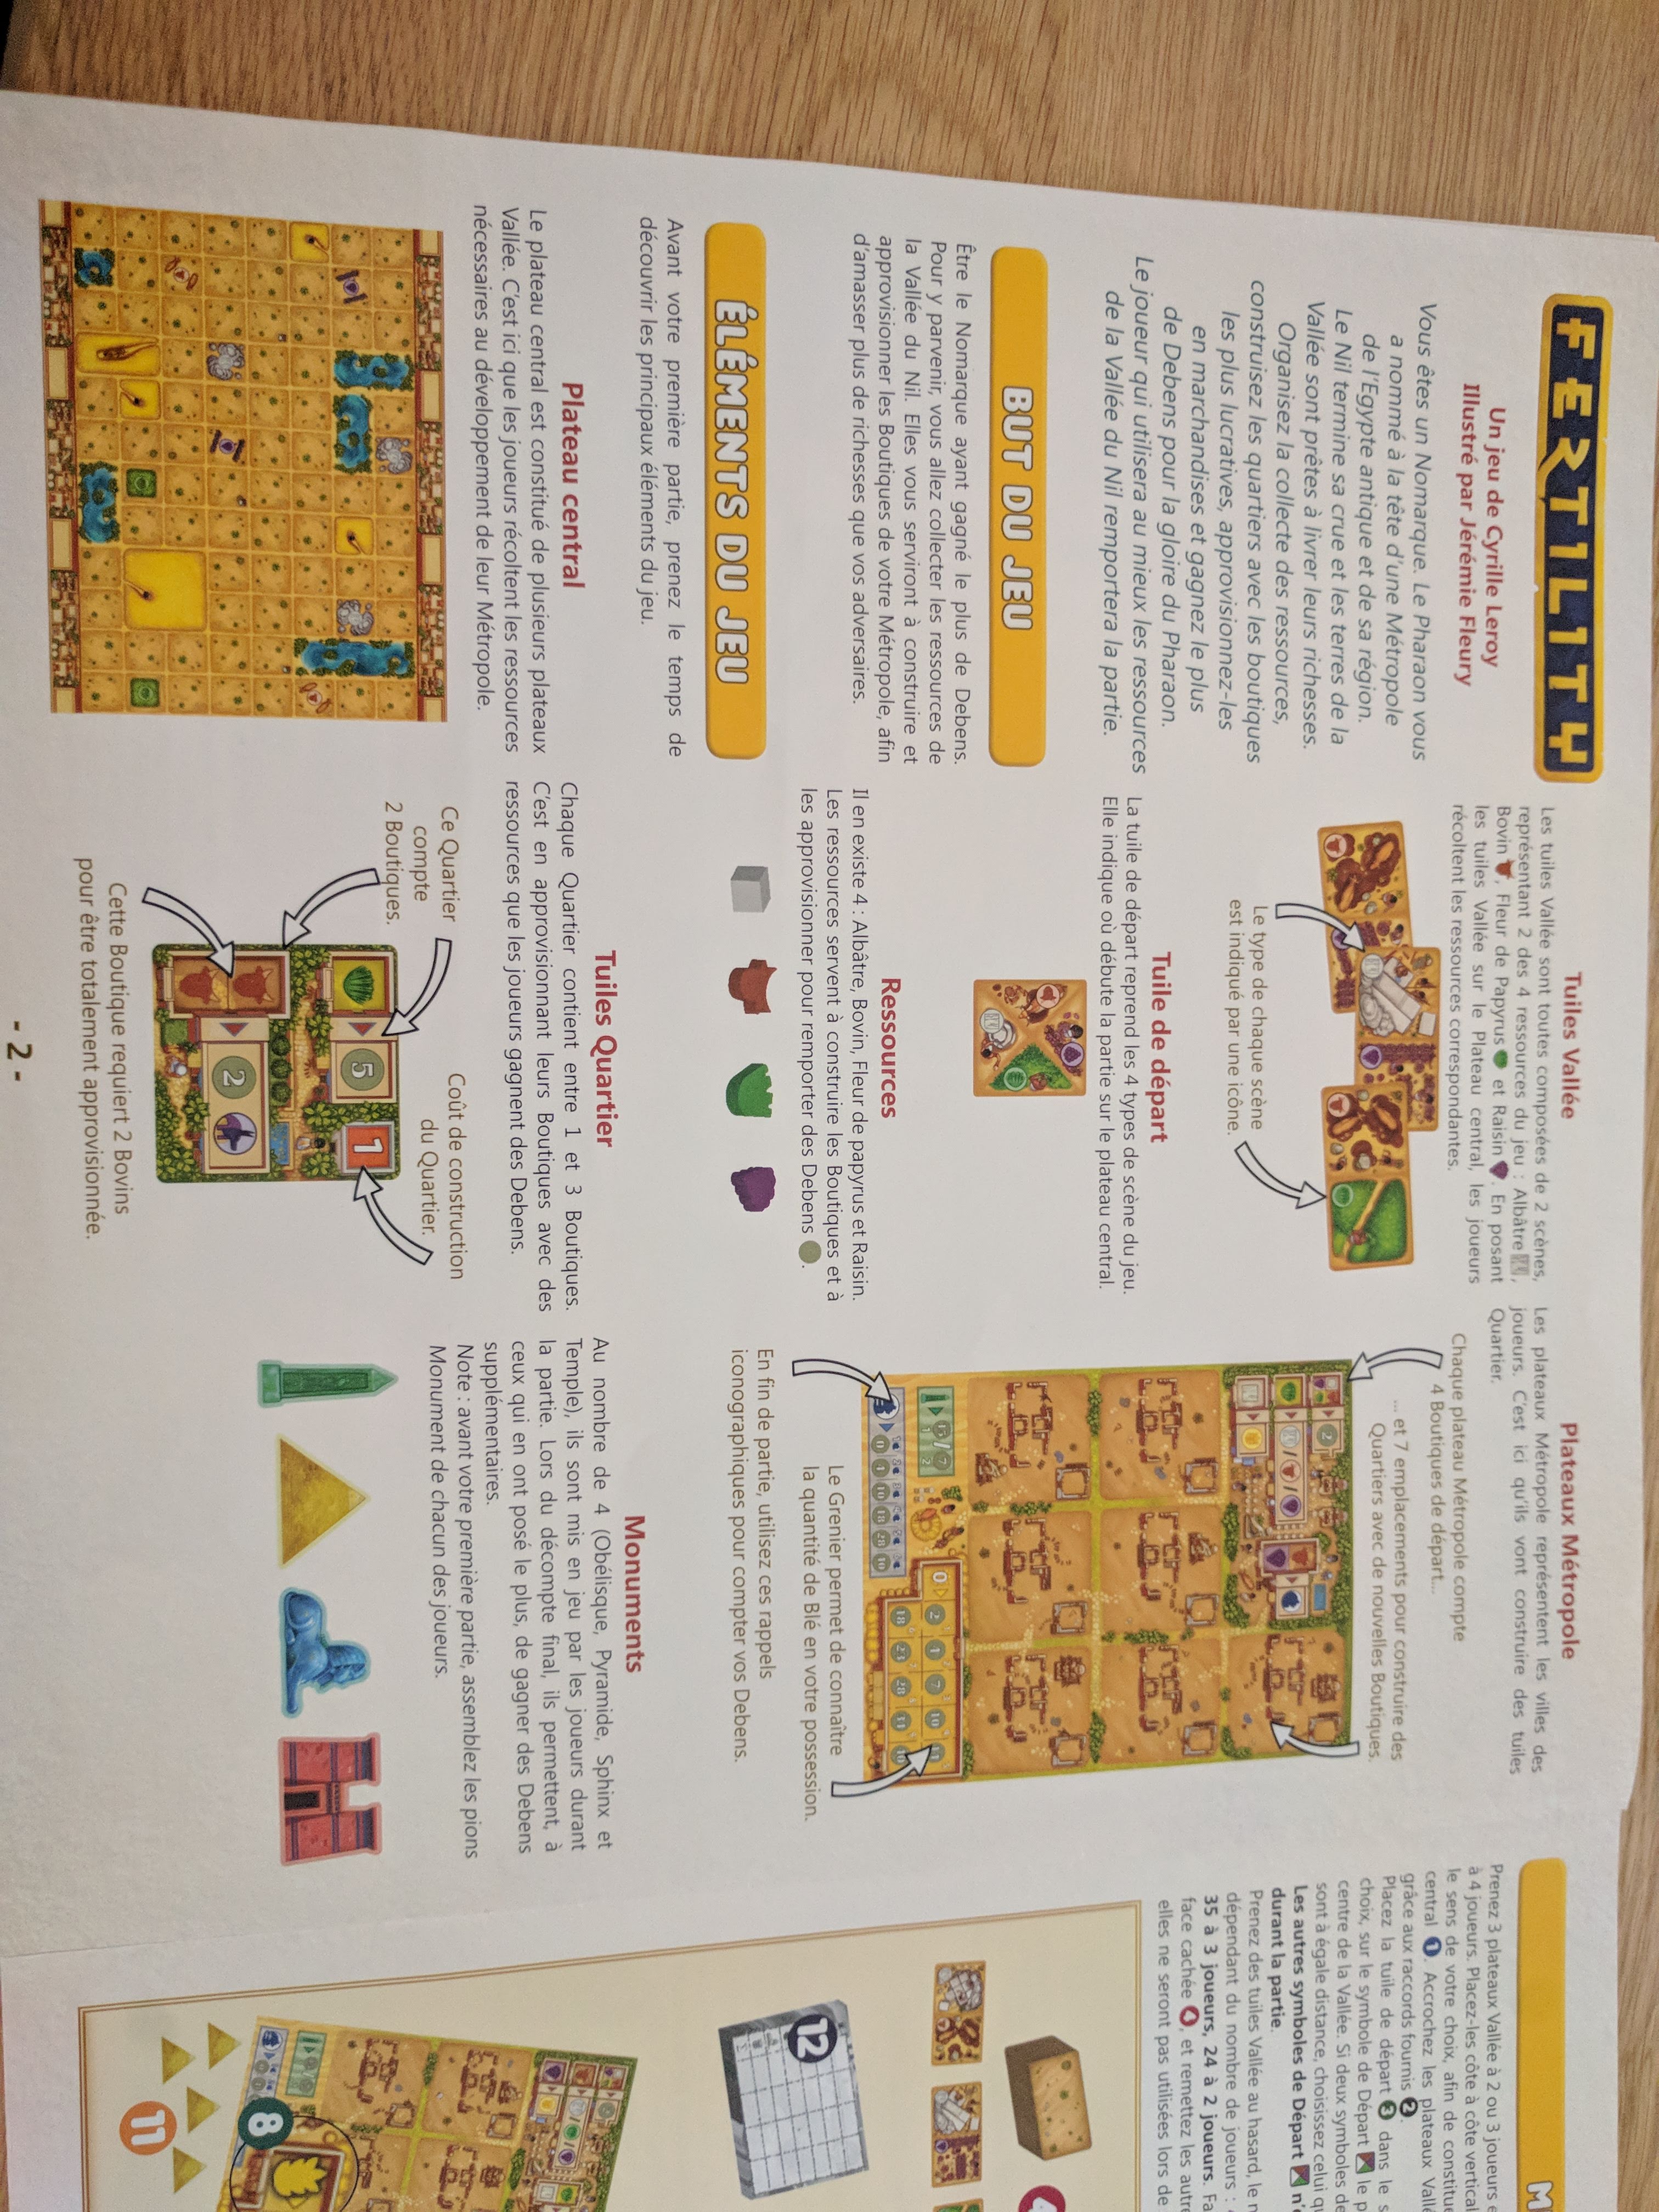 FERTILITY
Un jeu de Cyrille Leroy
Illustré par Jérémie Fleury
Vous êtes un Nomarque. Le Pharaon vous
a nommé à la tête d'une Métropole
de l'Egypte antique et de sa région.
Le Nil termine sa crue et les terres de la
Vallée sont prêtes à livrer leurs richesses.
Organisez la collecte des ressources,
construisez les quartiers avec les boutiques
les plus lucratives, approvisionnez-les
en marchandises et gagnez le plus
de Debens pour la gloire du Pharaon.
Le joueur qui utilisera au mieux les ressources
de la Vallée du Nil remportera la partie.
BUT DU JEU
Être le Nomarque ayant gagné le plus de Debens.
Pour y parvenir, vous allez collecter les ressources de
la Vallée du Nil. Elles vous serviront à construire et
approvisionner les Boutiques de votre Métropole, afin
d'amasser plus de richesses que vos adversaires.
ÉLÉMENTS DU JEU
Avant votre première partie, prenez le temps de
découvrir les principaux éléments du jeu.
Plateau central
Le plateau central est constitué de plusieurs plateaux
Vallée. C'est ici que les joueurs récoltent les ressources
nécessaires au développement de leur Métropole.
Tuiles Vallée
Les tuiles Vallée sont toutes composées de 2 scènes,
représentant 2 des 4 ressources du jeu : Albâtre ,
Bovin , Fleur de Papyrus et Raisin . En posant
les tuiles Vallée sur le Plateau central, les joueurs
récoltent les ressources correspondantes.
Le type de chaque scène
est indiqué par une icône.
Tuile de départ
La tuile de départ reprend les 4 types de scène du jeu.
Elle indique où débute la partie sur le plateau central.
Ressources
Il en existe 4 : Albâtre, Bovin, Fleur de papyrus et Raisin.
Les ressources servent à construire les Boutiques et à
les approvisionner pour remporter des Debens .
Tuiles Quartier
Chaque Quartier contient entre 1 et 3 Boutiques.
C'est en approvisionnant leurs Boutiques avec des
ressources que les joueurs gagnent des Debens.
Ce Quartier
compte
2 Boutiques.
Coût de construction
du Quartier.
5
1
2
Cette Boutique requiert 2 Bovins
pour être totalement approvisionnée.
Plateaux Métropole
Les plateaux Métropole représentent les villes des
joueurs. C'est ici qu'ils vont construire des tuiles
Quartier.
Chaque plateau Métropole compte
4 Boutiques de départ...
... et 7 emplacements pour construire des
Quartiers avec de nouvelles Boutiques.
Le Grenier permet de connaître
la quantité de Blé en votre possession.
En fin de partie, utilisez ces rappels
iconographiques pour compter vos Debens.
Monuments
Au nombre de 4 (Obélisque, Pyramide, Sphinx et
Temple), ils sont mis en jeu par les joueurs durant
la partie. Lors du décompte final, ils permettent, à
ceux qui en ont posé le plus, de gagner des Debens
supplémentaires.
Note : avant votre première partie, assemblez les pions
Monument de chacun des joueurs.
- 2 -
M
Prenez 3 plateaux Vallée à 2 ou 3 joueurs
à 4 joueurs. Placez-les côte à côte
le sens de votre choix, afin de
central 1. Accrochez les plateaux
grâce aux raccords fournis 2.
Placez la tuile de départ 3 dans le
choix, sur le symbole de Départ le
centre de la Vallée. Si deux symboles de
sont à égale distance, choisissez celui
Les autres symboles de Départ
durant la partie.
Prenez des tuiles Vallée au hasard, le
dépendant du nombre de joueurs :
35 à 3 joueurs, 24 à 2 joueurs.
face cachée 4, et remettez les
elles ne seront pas utilisées lors de
4
12
8
11